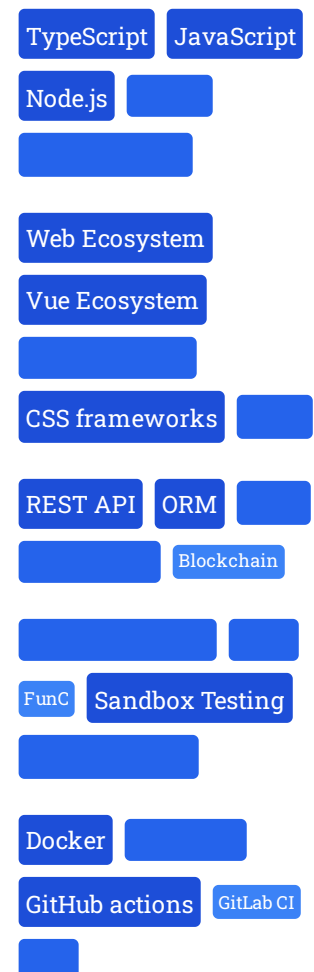 TypeScript JavaScript
Node.js
Web Ecosystem
Vue Ecosystem
CSS frameworks
REST API ORM
Blockchain
FunC Sandbox Testing
Docker
GitHub actions GitLab CI